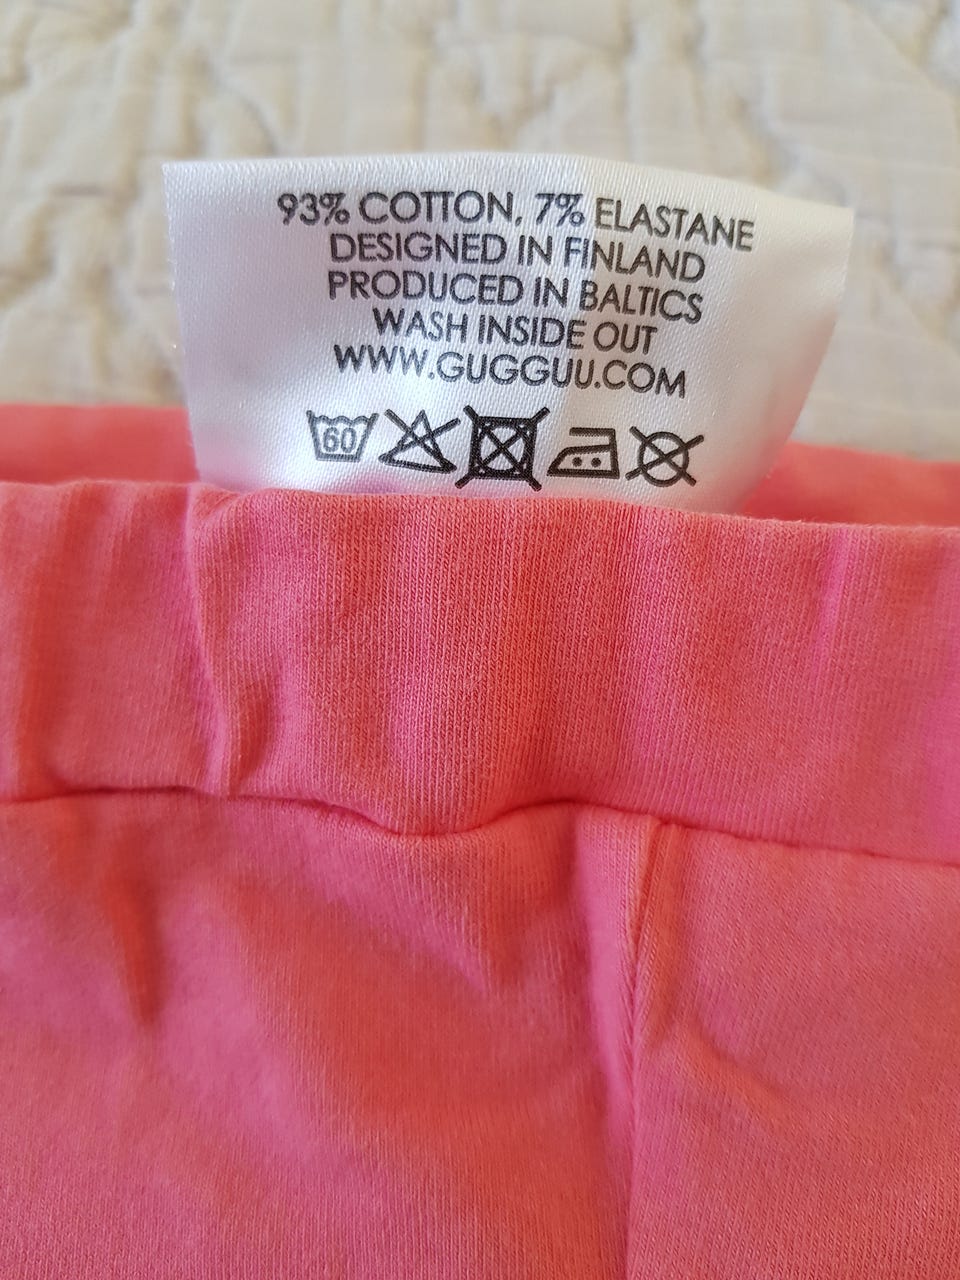 93% COTTON, 7% ELASTANE
DESIGNED IN FINLAND
PRODUCED IN BALTICS
WASH INSIDE OUT
WWW.GUGGUU.COM
60